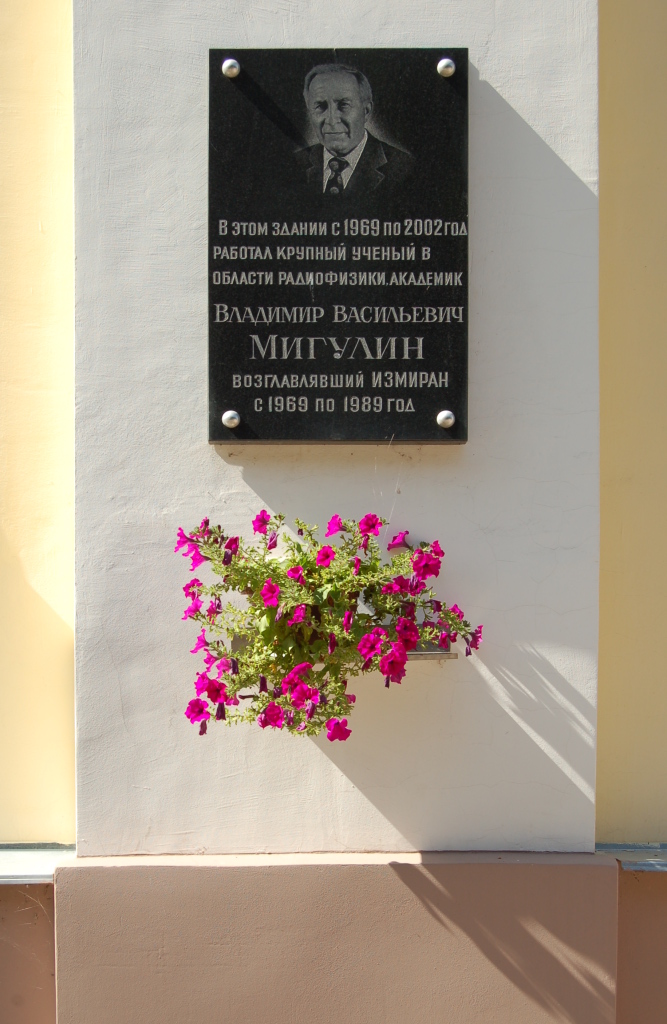 В ЭТОМ ЗДАНИИ С 1969 ПО 2002 ГОД
РАБОТАЛ КРУПНЫЙ УЧЕНЫЙ В
ОБЛАСТИ РАДИОФИЗИКИ, АКАДЕМИК
ВЛАДИМИР ВАСИЛЬЕВИЧ
МИГУЛИН
ВОЗГЛАВЛЯВШИЙ ИЗМИРАН
С 1969 ПО 1989 ГОД